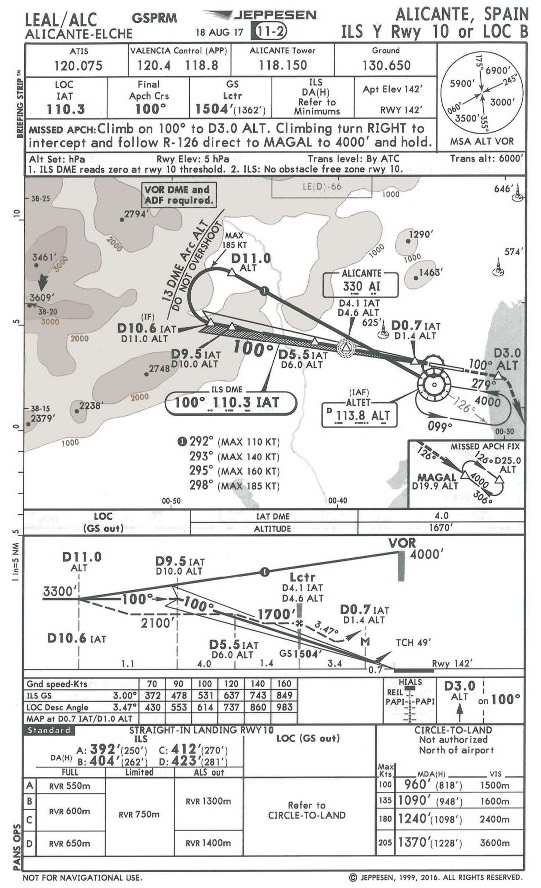 LEAL/ALC GSPRM JEPPESEN ALICANTE, SPAIN
ALICANTE-ELCHE 18 AUG 17 11-2 ILS Y Rwy 10 or LOC B
BRIEFING STRIP™
ATIS VALENCIA Control (APP) ALICANTE Tower Ground
120.075 120.4 118.8 118.150 130.650
LOC IAT 110.3
Final Apch Crs 100°
GS Lctr 1504'(1362')
ILS DA(H) Refer to Minimums
Apt Elev 142'
RWY 142'
175° 6900' 245° 3000' 355° 3500' 060° 5900'
MSA ALT VOR
MISSED APCH: Climb on 100° to D3.0 ALT. Climbing turn RIGHT to
intercept and follow R-126 direct to MAGAL to 4000' and hold.
Alt Set: hPa Rwy Elev: 5 hPa Trans level: By ATC Trans alt: 6000'
1. ILS DME reads zero at rwy 10 threshold. 2. ILS: No obstacle free zone rwy 10.
VOR DME and
ADF required.
LE(D)-66
1000
646'
38-25
2794'
2000
10
3461'
3000
3609'
38-20
3000
2000
13 DME Arc ALT
DO NOT OVERSHOOT
MAX
185 KT
D11.0
ALT
1000
1290'
1463'
574'
ALICANTE
330 AI
D4.1 IAT
D4.6 ALT
625'
D0.7 IAT
D1.4 ALT
(IF)
D10.6 IAT
D11.0 ALT
5
D9.5 IAT
D10.0 ALT
100°
D5.5 IAT
D6.0 ALT
D3.0
ALT
100°
279°
4000
126°
099°
00-30
2748
2000
ILS DME
100° 110.3 IAT
(IAF)
ALTET
D 113.8 ALT
38-15
2379'
2238'
0
1000
1 292° (MAX 110 KT)
293° (MAX 140 KT)
295° (MAX 160 KT)
298° (MAX 185 KT)
MISSED APCH FIX
126°
126° D25.0
ALT
4000
306°
MAGAL
D19.9 ALT
00-50
00-40
5
1 in=5 NM
LOC
(GS out)
IAT DME 4.0
ALTITUDE 1670'
VOR
4000'
D11.0
ALT
D9.5 IAT
D10.0 ALT
1
3300'
100°
100°
2100'
Lctr
D4.1 IAT
D4.6 ALT
1700'
3.47°
D0.7 IAT
D1.4 ALT
M
D10.6 IAT
D5.5 IAT
D6.0 ALT
GS1504'
TCH 49'
1.1 4.0 1.4 3.4 0.7
Rwy 142'
Gnd speed-Kts 70 90 100 120 140 160
ILS GS 3.00° 372 478 531 637 743 849
LOC Desc Angle 3.47° 430 553 614 737 860 983
MAP at D0.7 IAT/D1.0 ALT
HIALS
REIL
PAPI PAPI
D3.0
ALT
on 100°
Standard STRAIGHT-IN LANDING RWY10
ILS
DA(H)
A: 392'(250') C: 412'(270')
B: 404'(262') D: 423'(281')
FULL Limited ALS out
A RVR 550m
B
C RVR 600m
D RVR 650m
RVR 750m
RVR 1300m
RVR 1400m
LOC (GS out)
Refer to
CIRCLE-TO-LAND
CIRCLE-TO-LAND
Not authorized
North of airport
Max Kts MDA(H) VIS
100 960' (818') 1500m
135 1090' (948') 1600m
180 1240'(1098') 2400m
205 1370'(1228') 3600m
PANS OPS
NOT FOR NAVIGATIONAL USE. © JEPPESEN, 1999, 2016. ALL RIGHTS RESERVED.